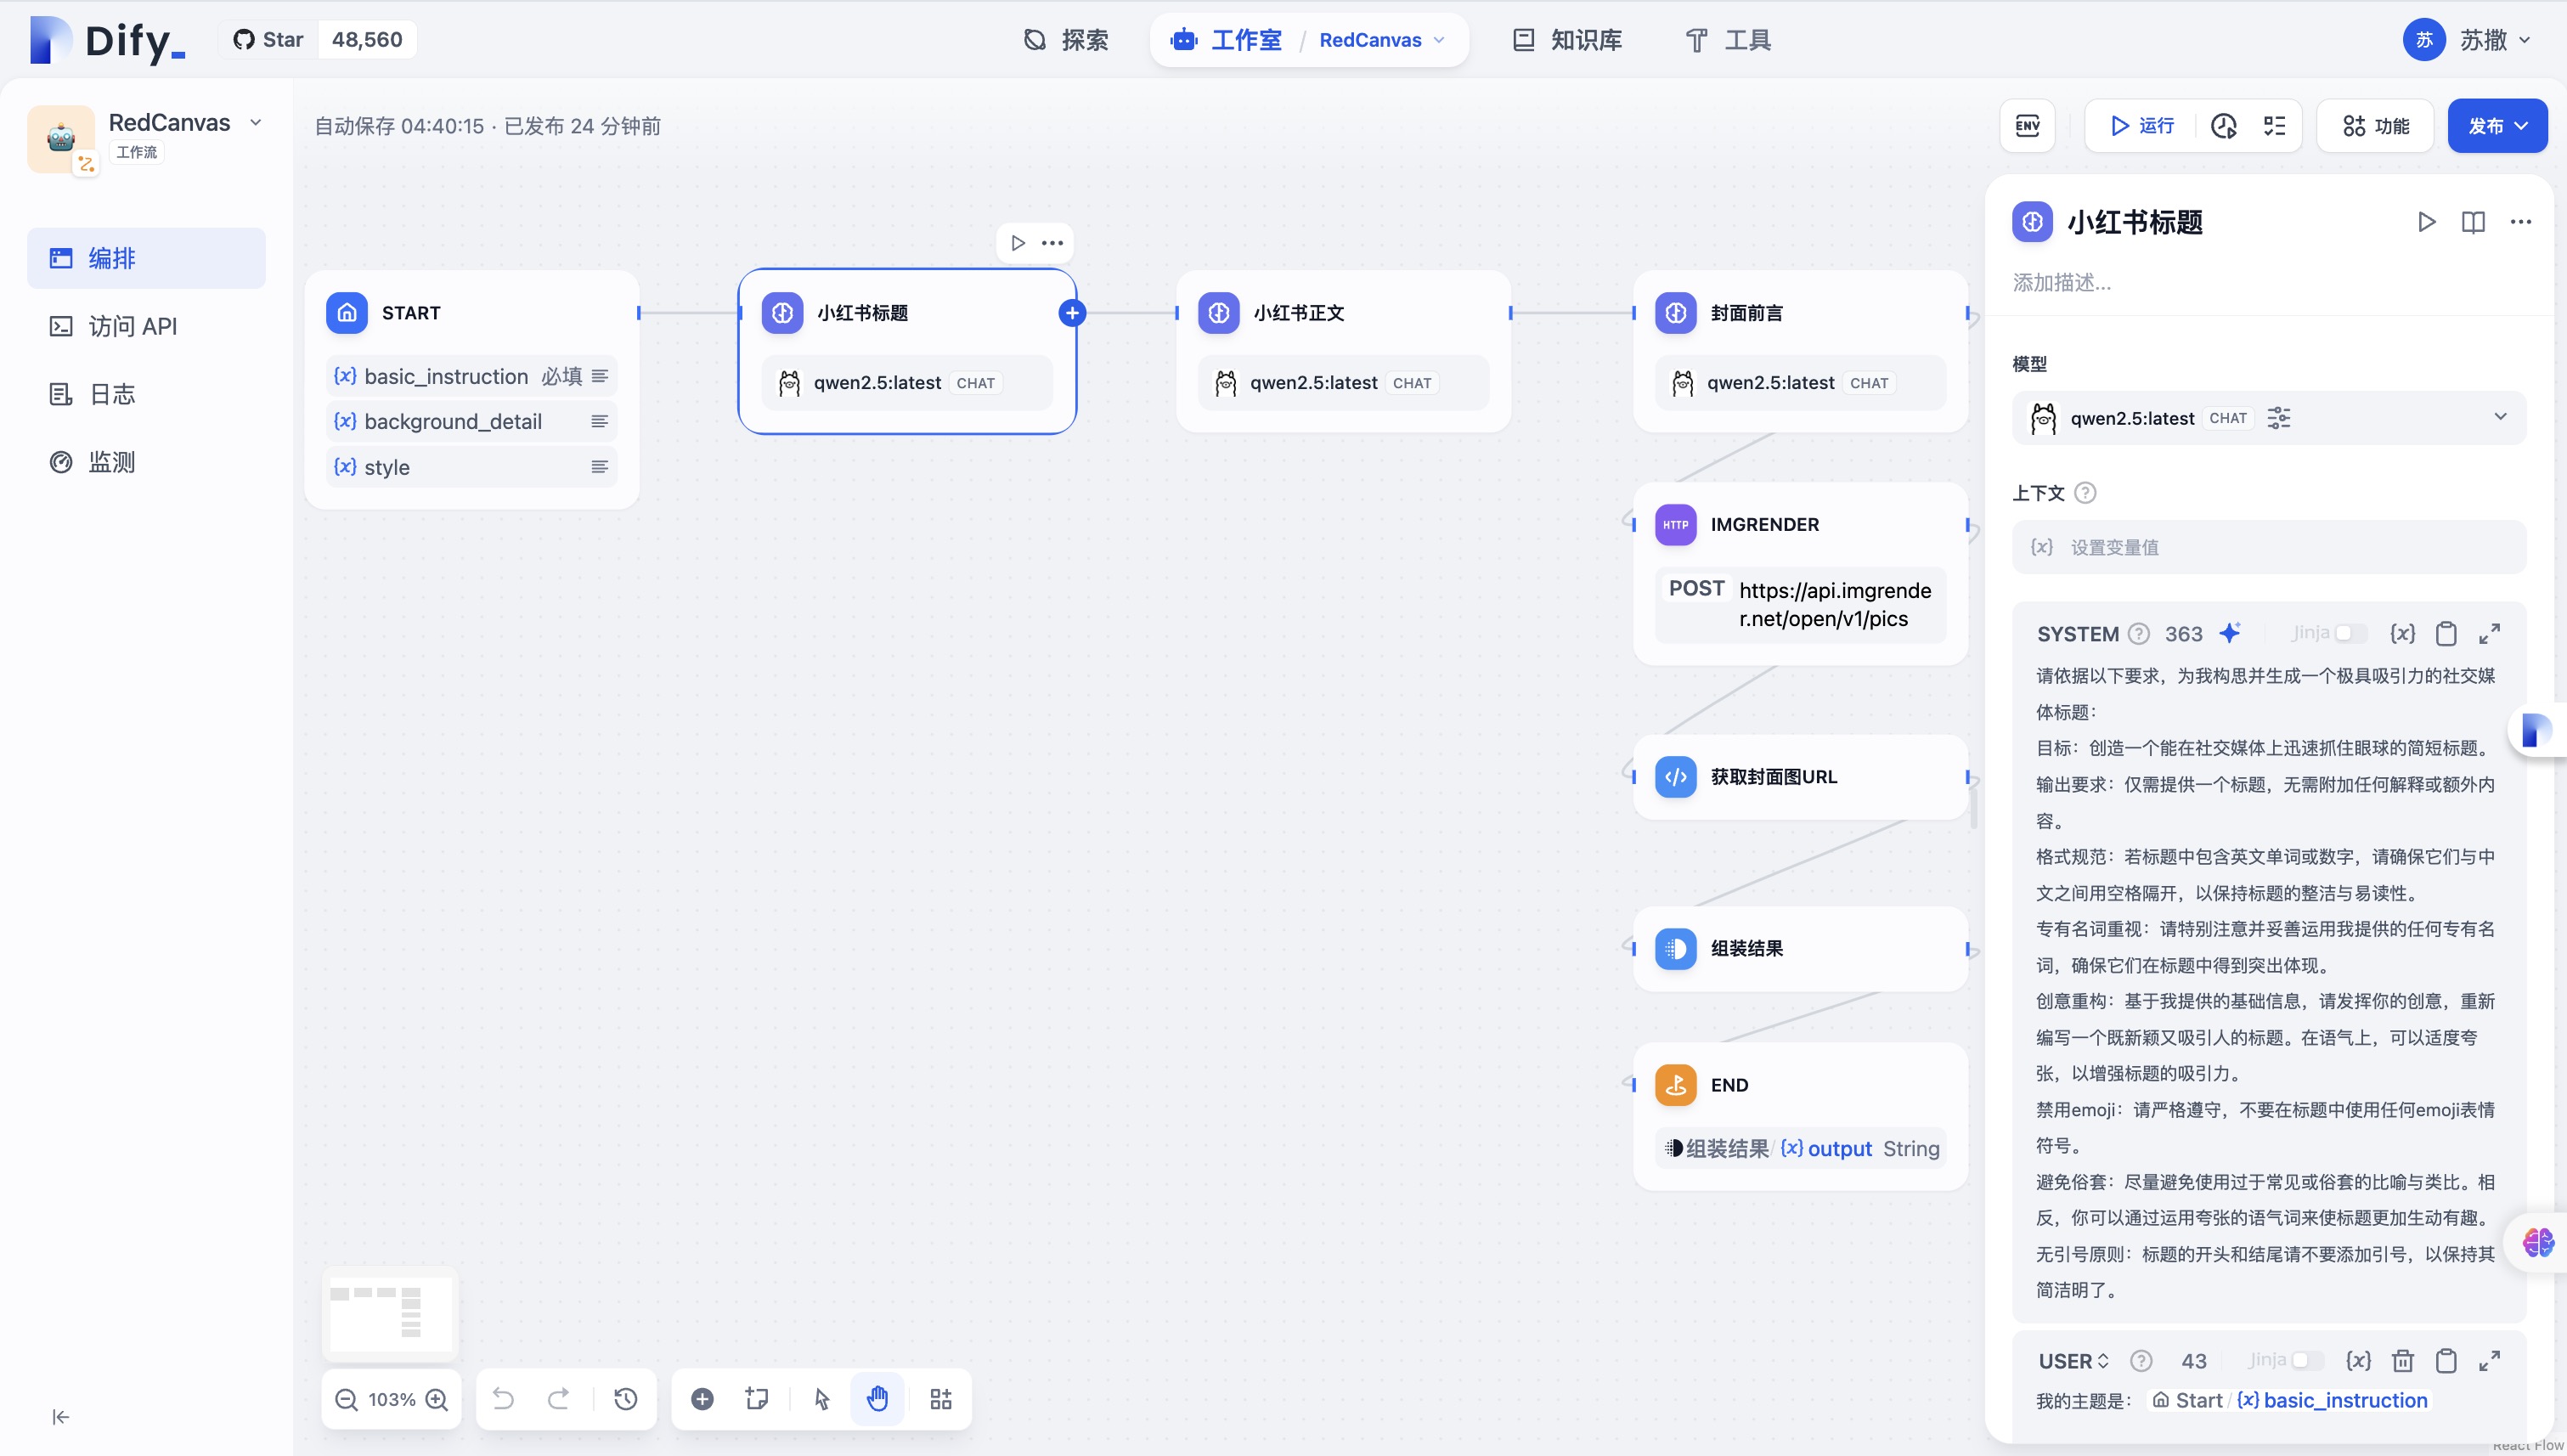 Dify_
Star 48,560
探索
工作室 / RedCanvas
知识库
工具
苏 苏撒
RedCanvas
工作流
编排
访问 API
日志
监测
自动保存 04:40:15 · 已发布 24 分钟前
ENV
运行
功能
发布
START
{x} basic_instruction 必填
{x} background_detail
{x} style
小红书标题
qwen2.5:latest CHAT
小红书正文
qwen2.5:latest CHAT
封面前言
qwen2.5:latest CHAT
HTTP IMGRENDER
POST https://api.imgrende
r.net/open/v1/pics
获取封面图URL
组装结果
END
组装结果 / {x} output String
103%
小红书标题
添加描述...
模型
qwen2.5:latest CHAT
上下文
{x} 设置变量值
SYSTEM 363 Jinja {x}
请依据以下要求，为我构思并生成一个极具吸引力的社交媒
体标题：
目标：创造一个能在社交媒体上迅速抓住眼球的简短标题。
输出要求：仅需提供一个标题，无需附加任何解释或额外内
容。
格式规范：若标题中包含英文单词或数字，请确保它们与中
文之间用空格隔开，以保持标题的整洁与易读性。
专有名词重视：请特别注意并妥善运用我提供的任何专有名
词，确保它们在标题中得到突出体现。
创意重构：基于我提供的基础信息，请发挥你的创意，重新
编写一个既新颖又吸引人的标题。在语气上，可以适度夸
张，以增强标题的吸引力。
禁用emoji：请严格遵守，不要在标题中使用任何emoji表情
符号。
避免俗套：尽量避免使用过于常见或俗套的比喻与类比。相
反，你可以通过运用夸张的语气词来使标题更加生动有趣。
无引号原则：标题的开头和结尾请不要添加引号，以保持其
简洁明了。
USER 43 Jinja {x}
我的主题是： Start / {x} basic_instruction
React Flow